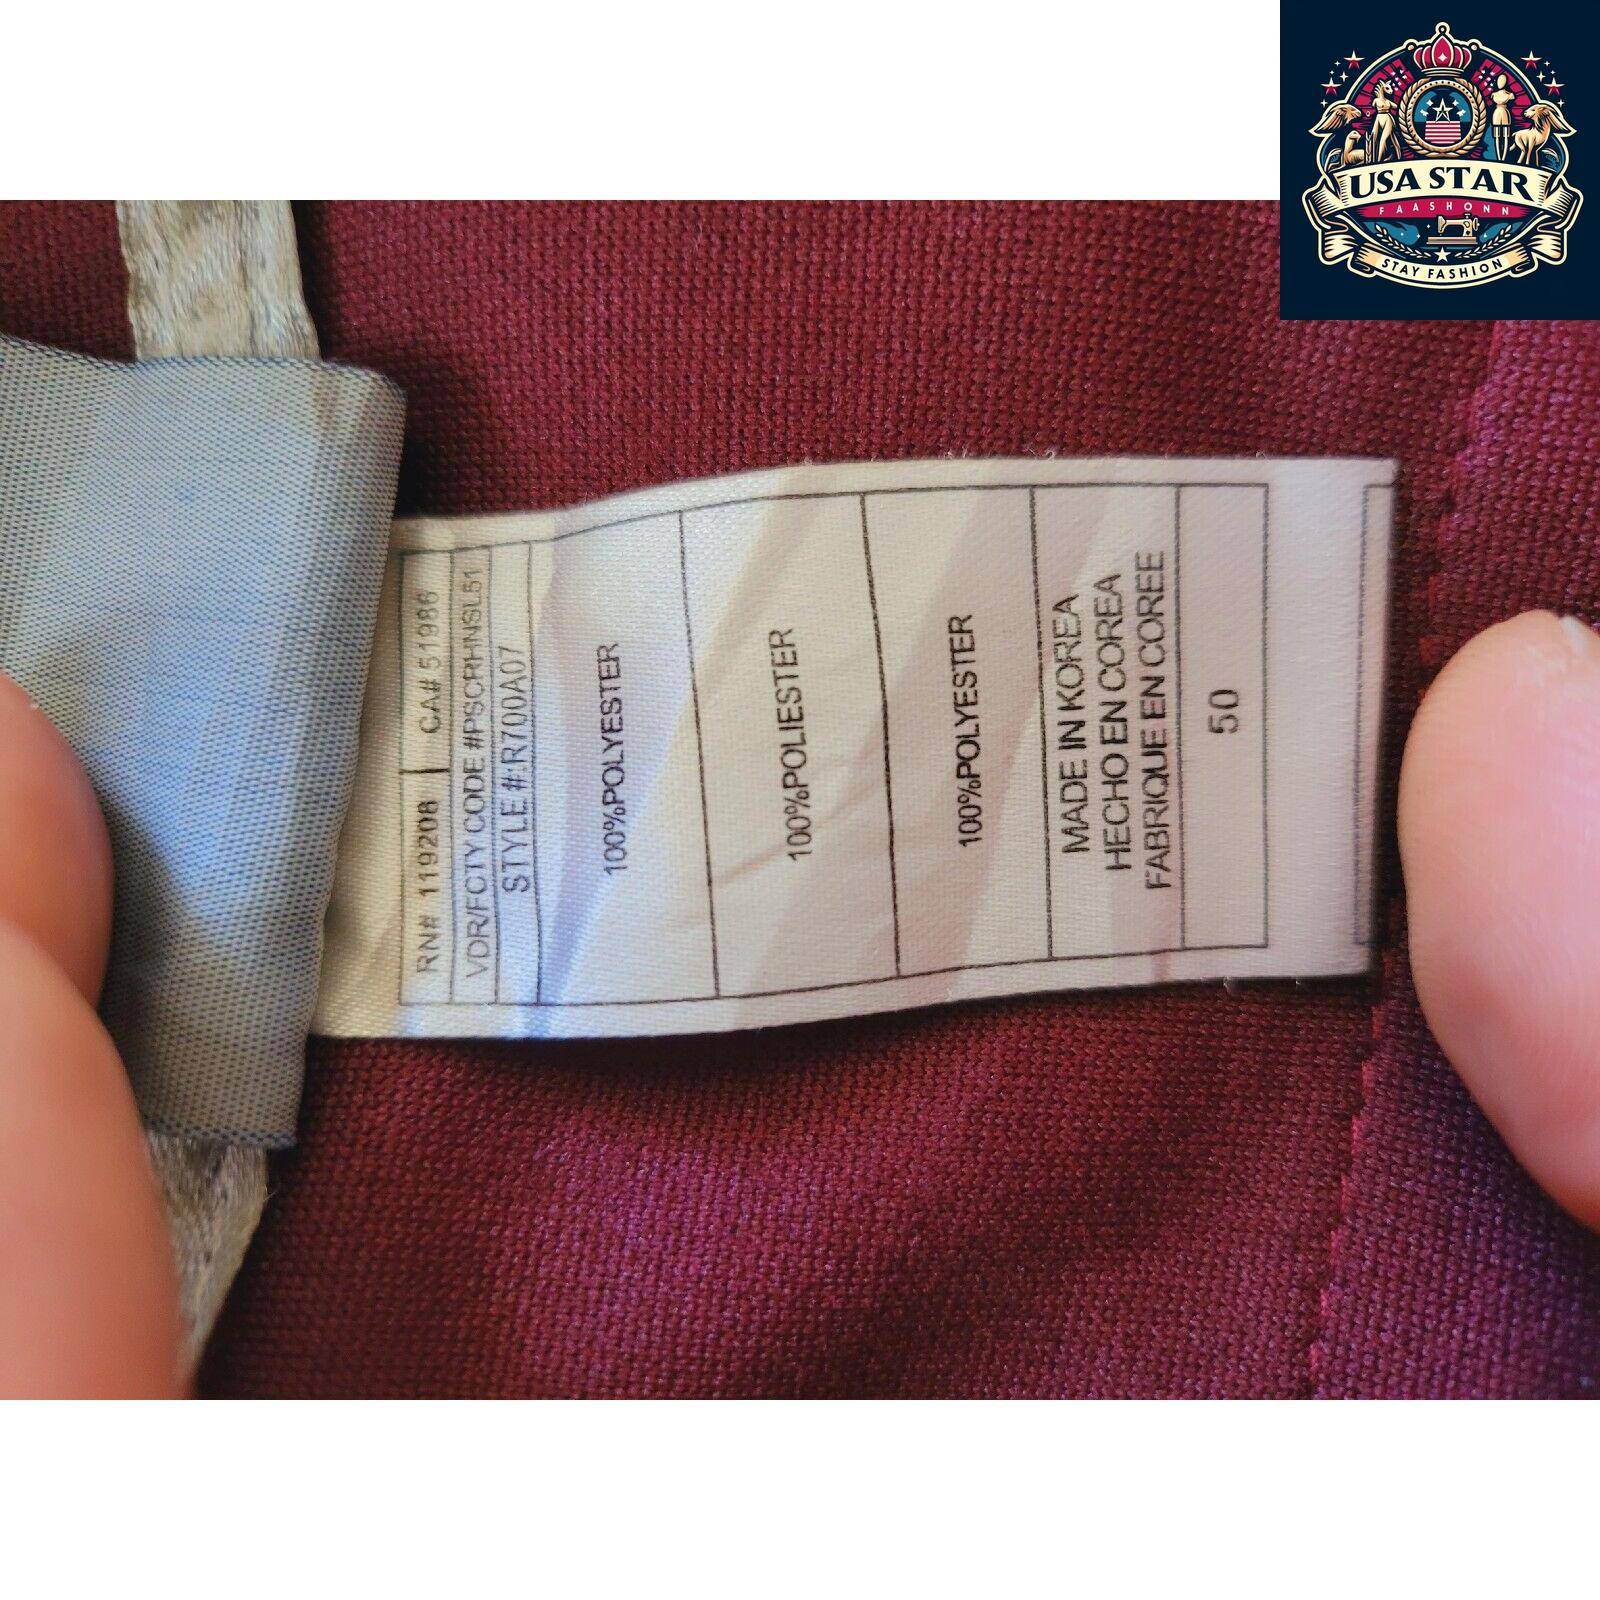 USA STAR
FAASHONN
STAY FASHION
RN# 119208 | CA# 51986
VDR/FCTY CODE #PSCRHNSL51
STYLE #:R700A07
100%POLYESTER
100%POLIESTER
100%POLYESTER
MADE IN KOREA
HECHO EN COREA
FABRIQUE EN COREE
50